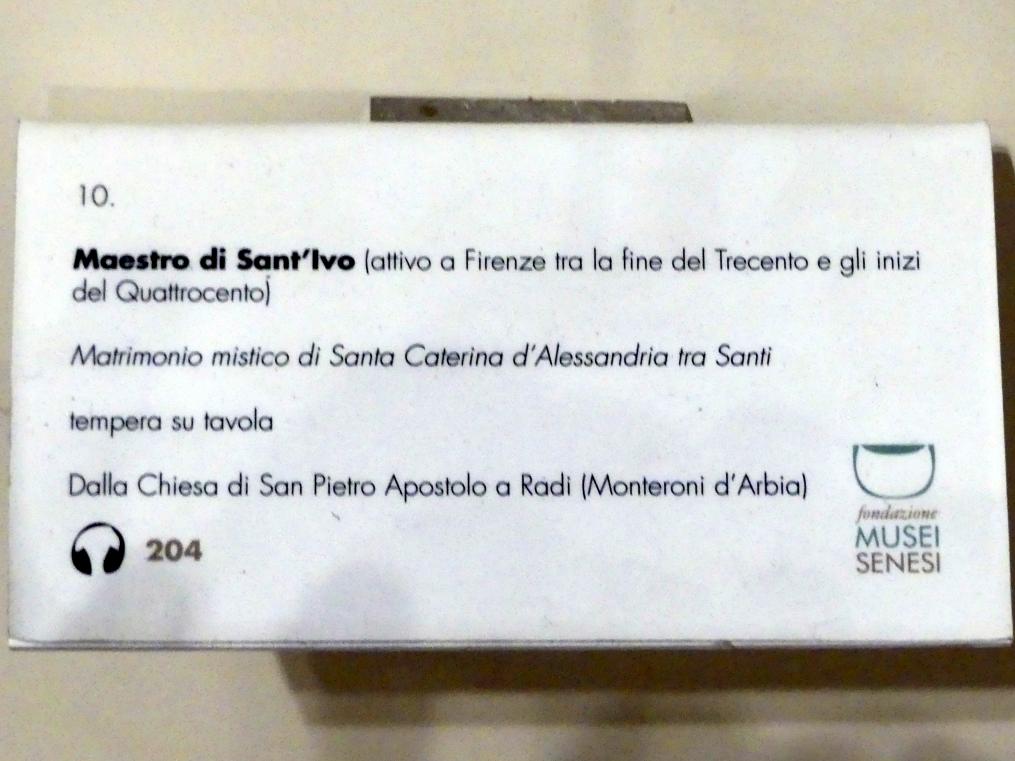 10.
Maestro di Sant'Ivo (attivo a Firenze tra la fine del Trecento e gli inizi
del Quattrocento)
Matrimonio mistico di Santa Caterina d'Alessandria tra Santi
tempera su tavola
Dalla Chiesa di San Pietro Apostolo a Radi (Monteroni d'Arbia)
204
fondazione
MUSEI
SENESI